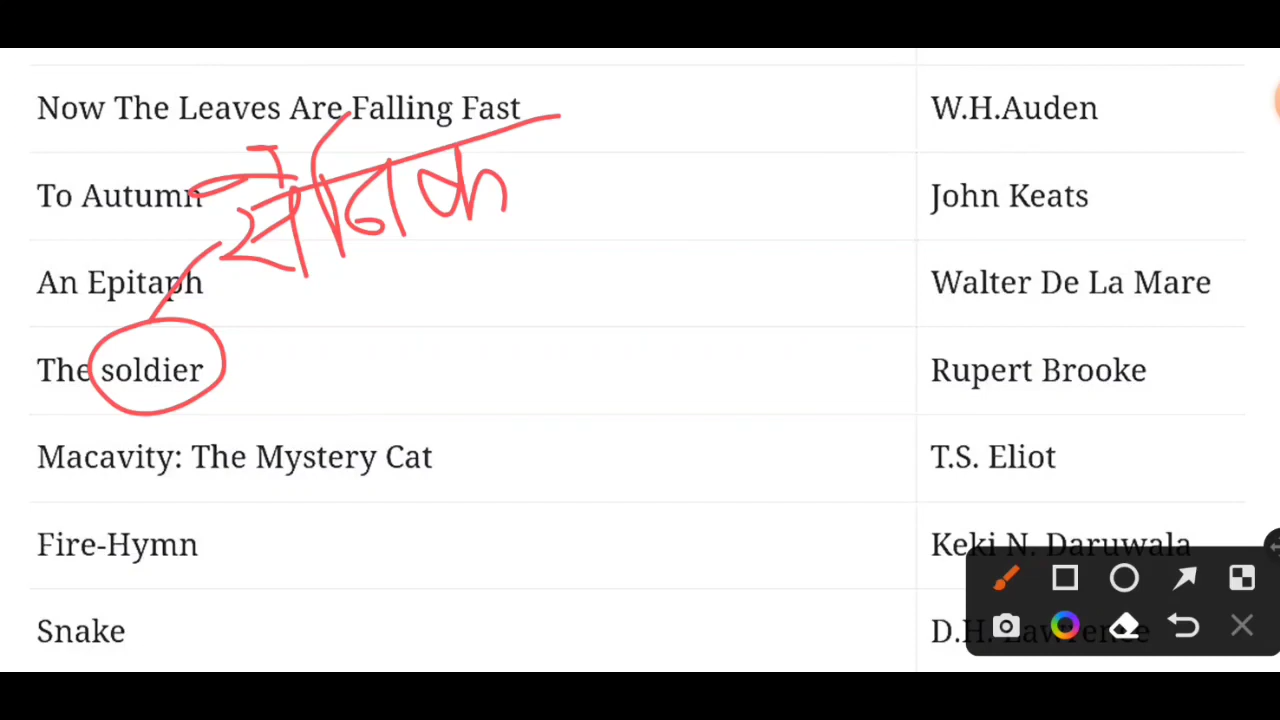 Now The Leaves Are Falling Fast W.H.Auden
To Autumn John Keats
सैनिक
An Epitaph Walter De La Mare
The soldier Rupert Brooke
Macavity: The Mystery Cat T.S. Eliot
Fire-Hymn Keki N. Daruwala
Snake D.H. Lawrence